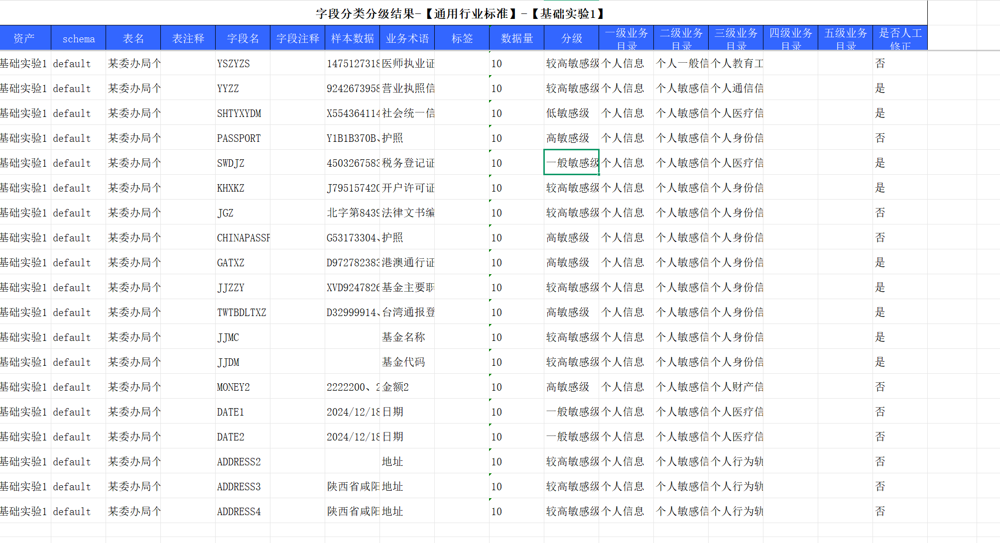 字段分类分级结果-【通用行业标准】-【基础实验1】
资产 schema 表名 表注释 字段名 字段注释 样本数据 业务术语 标签 数据量 分级 一级业务目录 二级业务目录 三级业务目录 四级业务目录 五级业务目录 是否人工修正
基础实验1 default 某委办局个 YSZYZS 1475127318 医师执业证 10 较高敏感级 个人信息 个人一般信 个人教育工 否
基础实验1 default 某委办局个 YYZZ 9242673958 营业执照信 10 较高敏感级 个人信息 个人敏感信 个人通信信 是
基础实验1 default 某委办局个 SHTYXYDM X554364114 社会统一信 10 低敏感级 个人信息 个人敏感信 个人医疗信 是
基础实验1 default 某委办局个 PASSPORT Y1B1B370B、 护照 10 高敏感级 个人信息 个人敏感信 个人身份信 否
基础实验1 default 某委办局个 SWDJZ 4503267583 税务登记证 10 一般敏感级 个人信息 个人敏感信 个人医疗信 是
基础实验1 default 某委办局个 KHXKZ J795157420 开户许可证 10 较高敏感级 个人信息 个人敏感信 个人身份信 是
基础实验1 default 某委办局个 JGZ 北字第8439 法律文书编 10 较高敏感级 个人信息 个人敏感信 个人身份信 否
基础实验1 default 某委办局个 CHINAPASSP G53173304、 护照 10 高敏感级 个人信息 个人敏感信 个人身份信 否
基础实验1 default 某委办局个 GATXZ D972782383 港澳通行证 10 高敏感级 个人信息 个人敏感信 个人身份信 是
基础实验1 default 某委办局个 JJZZY XVD9247826 基金主要职 10 较高敏感级 个人信息 个人敏感信 个人身份信 是
基础实验1 default 某委办局个 TWTBDLTXZ D32999914、 台湾通报登 10 高敏感级 个人信息 个人敏感信 个人身份信 是
基础实验1 default 某委办局个 JJMC 基金名称 10 较高敏感级 个人信息 个人敏感信 个人身份信 是
基础实验1 default 某委办局个 JJDM 基金代码 10 较高敏感级 个人信息 个人敏感信 个人身份信 是
基础实验1 default 某委办局个 MONEY2 2222200、2 金额2 10 高敏感级 个人信息 个人敏感信 个人财产信 否
基础实验1 default 某委办局个 DATE1 2024/12/18 日期 10 一般敏感级 个人信息 个人敏感信 个人医疗信 否
基础实验1 default 某委办局个 DATE2 2024/12/18 日期 10 一般敏感级 个人信息 个人敏感信 个人医疗信 否
基础实验1 default 某委办局个 ADDRESS2 地址 10 较高敏感级 个人信息 个人敏感信 个人行为轨 否
基础实验1 default 某委办局个 ADDRESS3 陕西省咸阳 地址 10 较高敏感级 个人信息 个人敏感信 个人行为轨 否
基础实验1 default 某委办局个 ADDRESS4 陕西省咸阳 地址 10 较高敏感级 个人信息 个人敏感信 个人行为轨 否